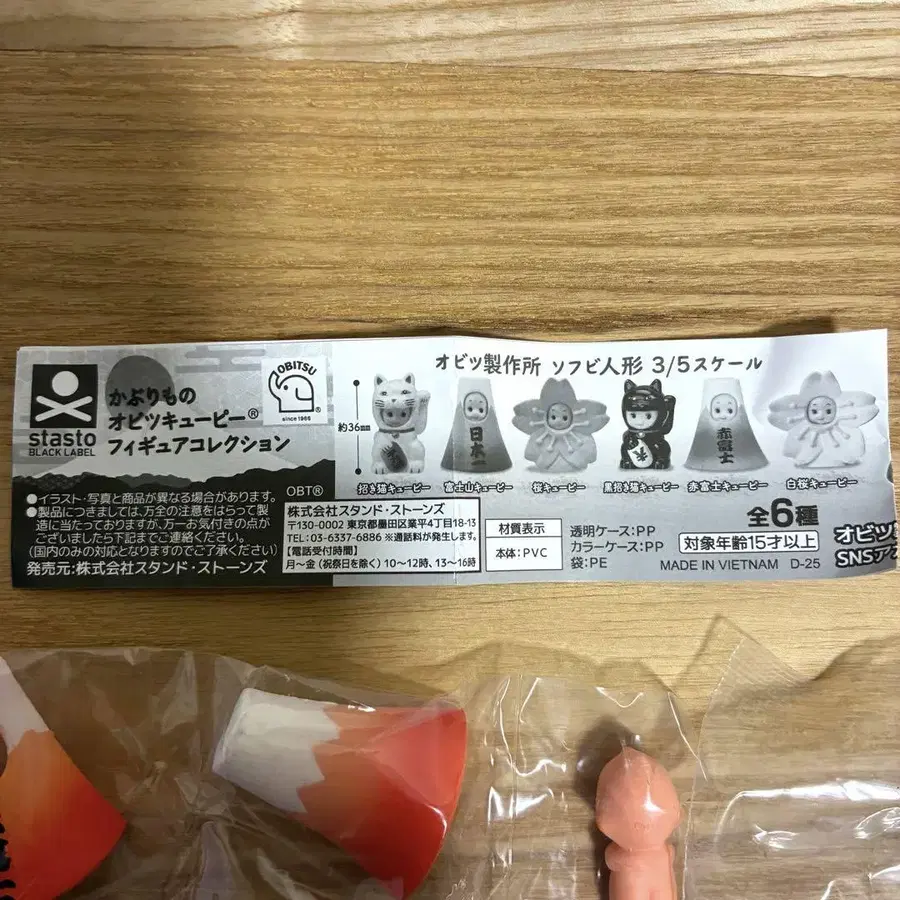 stasto
BLACK LABEL
かぶりもの
オビツキューピー®
フィギュアコレクション
OBITSU
since 1966
®
オビツ製作所 ソフビ人形 3/5スケール
約36mm
日本一
赤富士
招き猫キューピー
富士山キューピー
桜キューピー
黒招き猫キューピー
赤富士キューピー
白桜キューピー
●イラスト・写真と商品が異なる場合があります。
●製品につきましては、万全の注意をはらって製
造に当たっておりますが、万一お気付きの点が
ございましたら下記までご連絡ください。
(国内のみの対応となりますのでご了承ください)
発売元:株式会社スタンド・ストーンズ
OBT®
株式会社スタンド・ストーンズ
〒130-0002 東京都墨田区業平4丁目18-13
TEL:03-6337-6886 ※通話料が発生します。
【電話受付時間】
月〜金 (祝祭日を除く) 10〜12時、13〜16時
材質表示
本体:PVC
透明ケース:PP
カラーケース:PP
袋:PE
全6種
対象年齢15才以上
MADE IN VIETNAM D-25
オビツ
SNSア